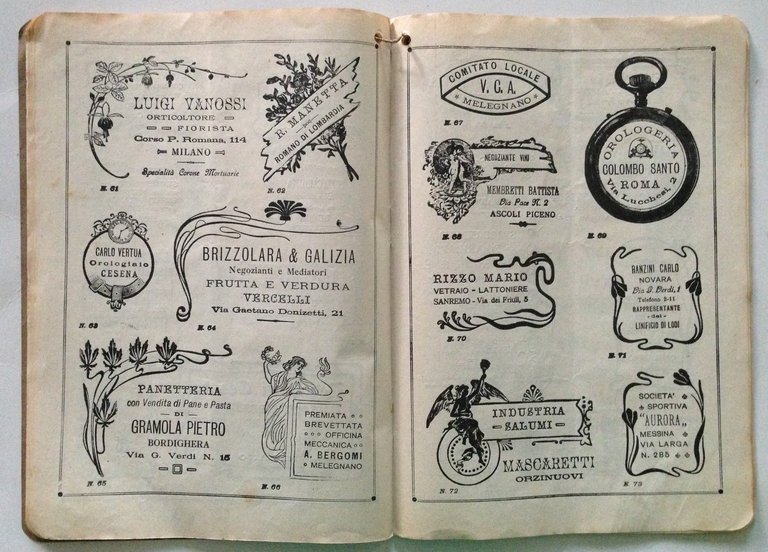 LUIGI VANOSSI
ORTICOLTORE
FIORISTA
Corso P. Romana, 114
MILANO
Specialità Corone Mortuarie
N. 61
R. MANETTA
ROMANO DI LOMBARDIA
N. 62
CARLO VERTUA
Orologiaio
CESENA
N. 63
BRIZZOLARA & GALIZIA
Negozianti e Mediatori
FRUTTA E VERDURA
VERCELLI
Via Gaetano Donizetti, 21
N. 64
PANETTERIA
con Vendita di Pane e Pasta
DI
GRAMOLA PIETRO
BORDIGHERA
Via G. Verdi N. 15
N. 65
PREMIATA
BREVETTATA
OFFICINA
MECCANICA
A. BERGOMI
MELEGNANO
N. 66
COMITATO LOCALE
V. C. A.
MELEGNANO
N. 67
NEGOZIANTE VINI
MEMBRETTI BATTISTA
Via Pace N. 2
ASCOLI PICENO
N. 68
OROLOGERIA
COLOMBO SANTO
ROMA
Via Lucchesi, 2
N. 69
RIZZO MARIO
VETRAIO - LATTONIERE
SANREMO - Via dei Friuli, 5
N. 70
RANZINI CARLO
NOVARA
Via G. Verdi, 1
Telefono 2-11
RAPPRESENTANTE
- del -
LINIFICIO DI LODI
N. 71
INDUSTRIA
- SALUMI -
MASCARETTI
ORZINUOVI
N. 72
SOCIETA'
SPORTIVA
"AURORA,,
MESSINA
VIA LARGA
N. 285
N. 73